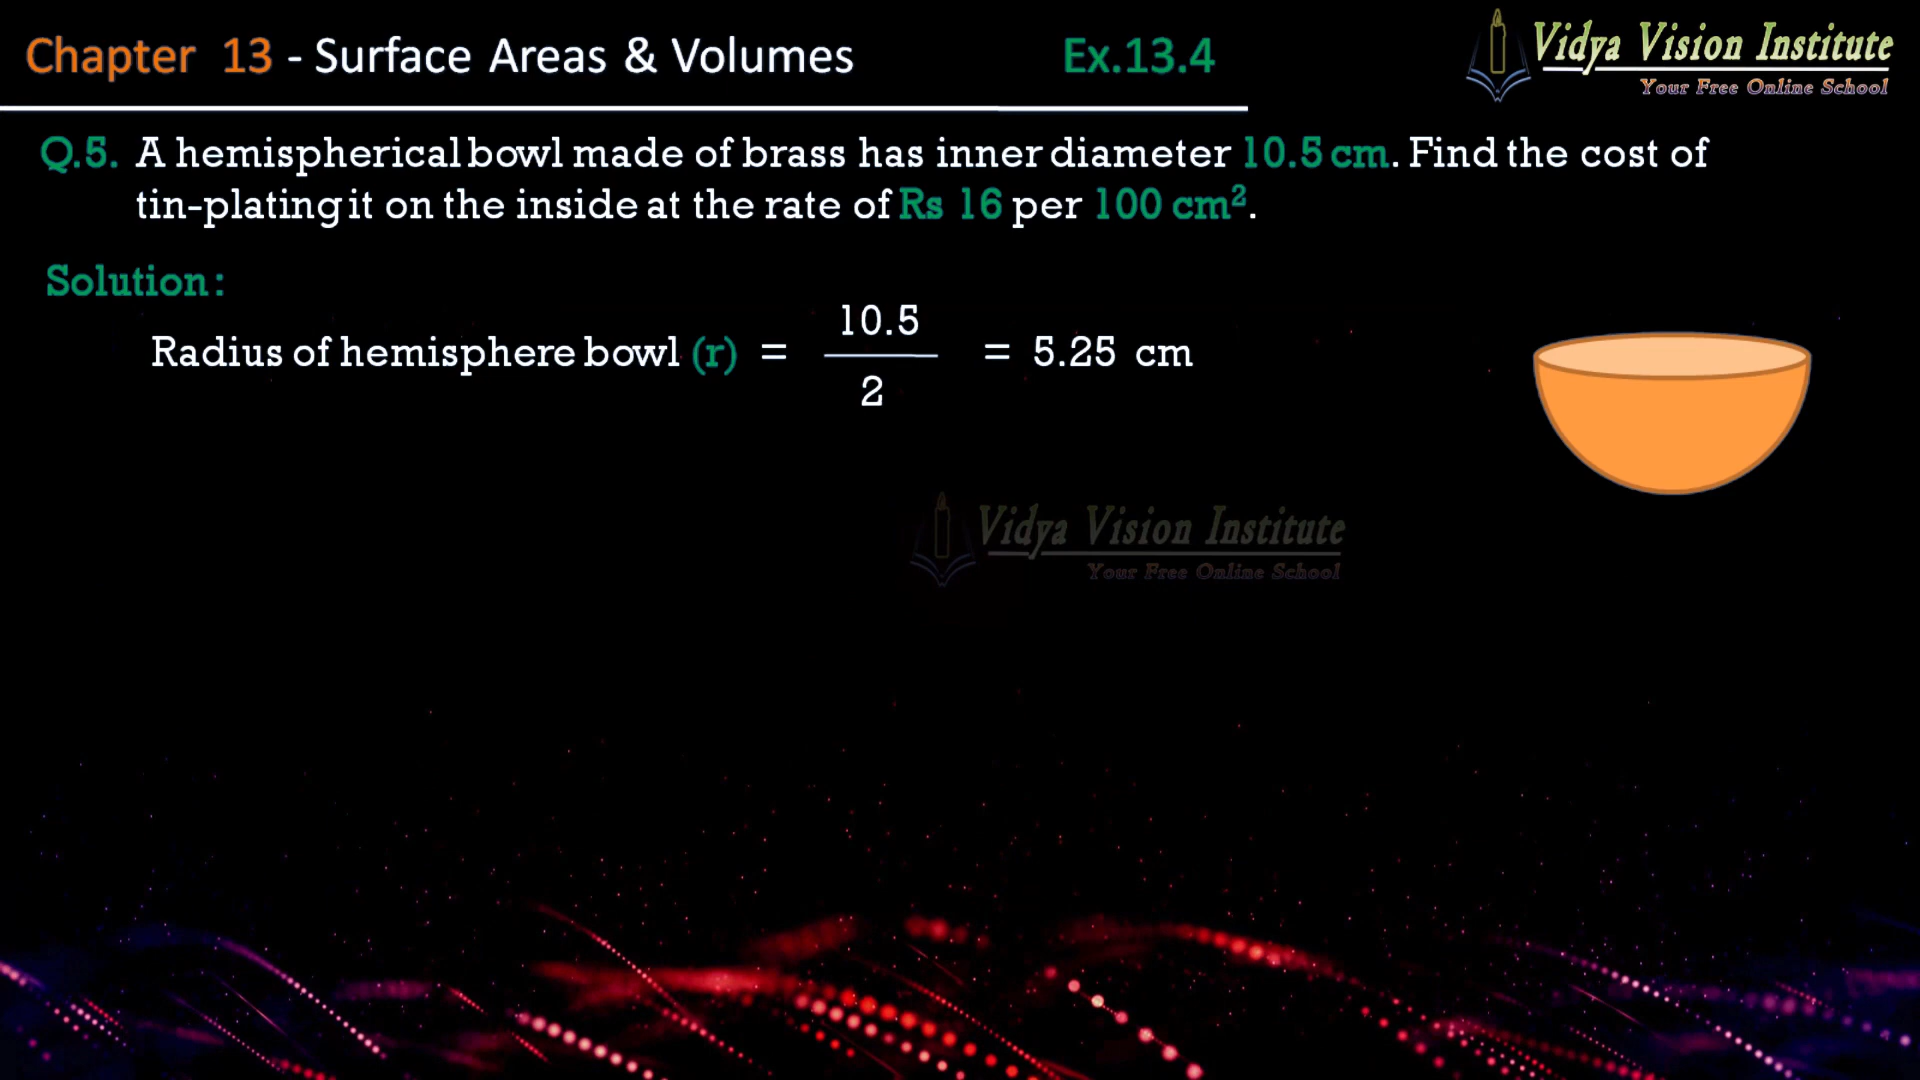 Chapter 13 - Surface Areas & Volumes
Ex.13.4
Vidya Vision Institute
Your Free Online School
Q.5. A hemispherical bowl made of brass has inner diameter 10.5 cm. Find the cost of
tin-plating it on the inside at the rate of Rs 16 per 100 cm².
Solution:
Radius of hemisphere bowl (r) = 10.5 / 2 = 5.25 cm
Vidya Vision Institute
Your Free Online School